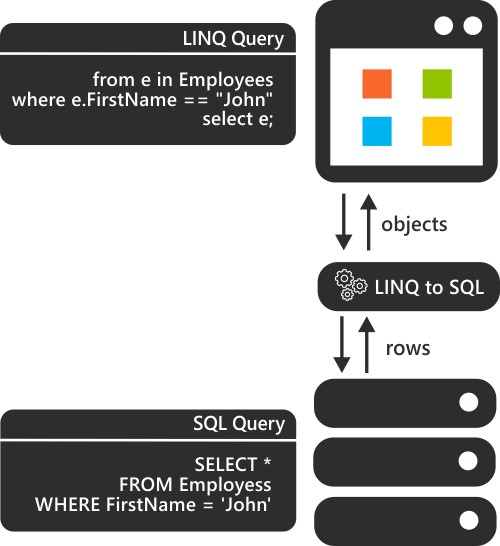 LINQ Query
from e in Employees
where e.FirstName == "John"
select e;
objects
LINQ to SQL
rows
SQL Query
SELECT *
FROM Employess
WHERE FirstName = 'John'